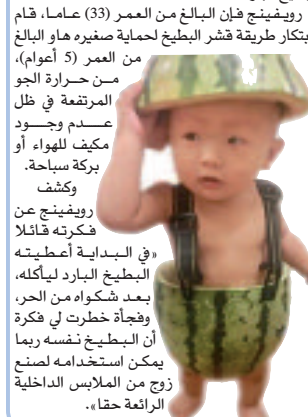 رويفينج فإن البالغ من العمر (33) عاما، قام
بتكار طريقة قشر البطيخ لحماية صغيره هاو البالغ
من العمر (5 أعوام)،
من حرارة الجو
المرتفعة في ظل
عدم وجود
مكيف للهواء أو
بركة سباحة.
وكشف
رويفينج عن
فكرته قائلا
«في البداية أعطيته
البطيخ البارد ليأكله،
بعد شكواه من الحر،
وفجأة خطرت لي فكرة
أن البطيخ نفسه ربما
يمكن استخدامه لصنع
زوج من الملابس الداخلية
الرائعة حقا».